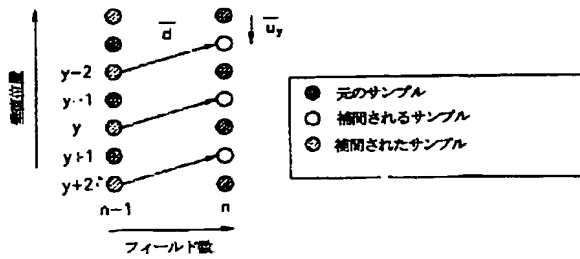 d
u y
y-2
y-1
y
y+1
y+2
n-1
n
垂直位置
フィールド数
元のサンプル
補間されるサンプル
補間されたサンプル